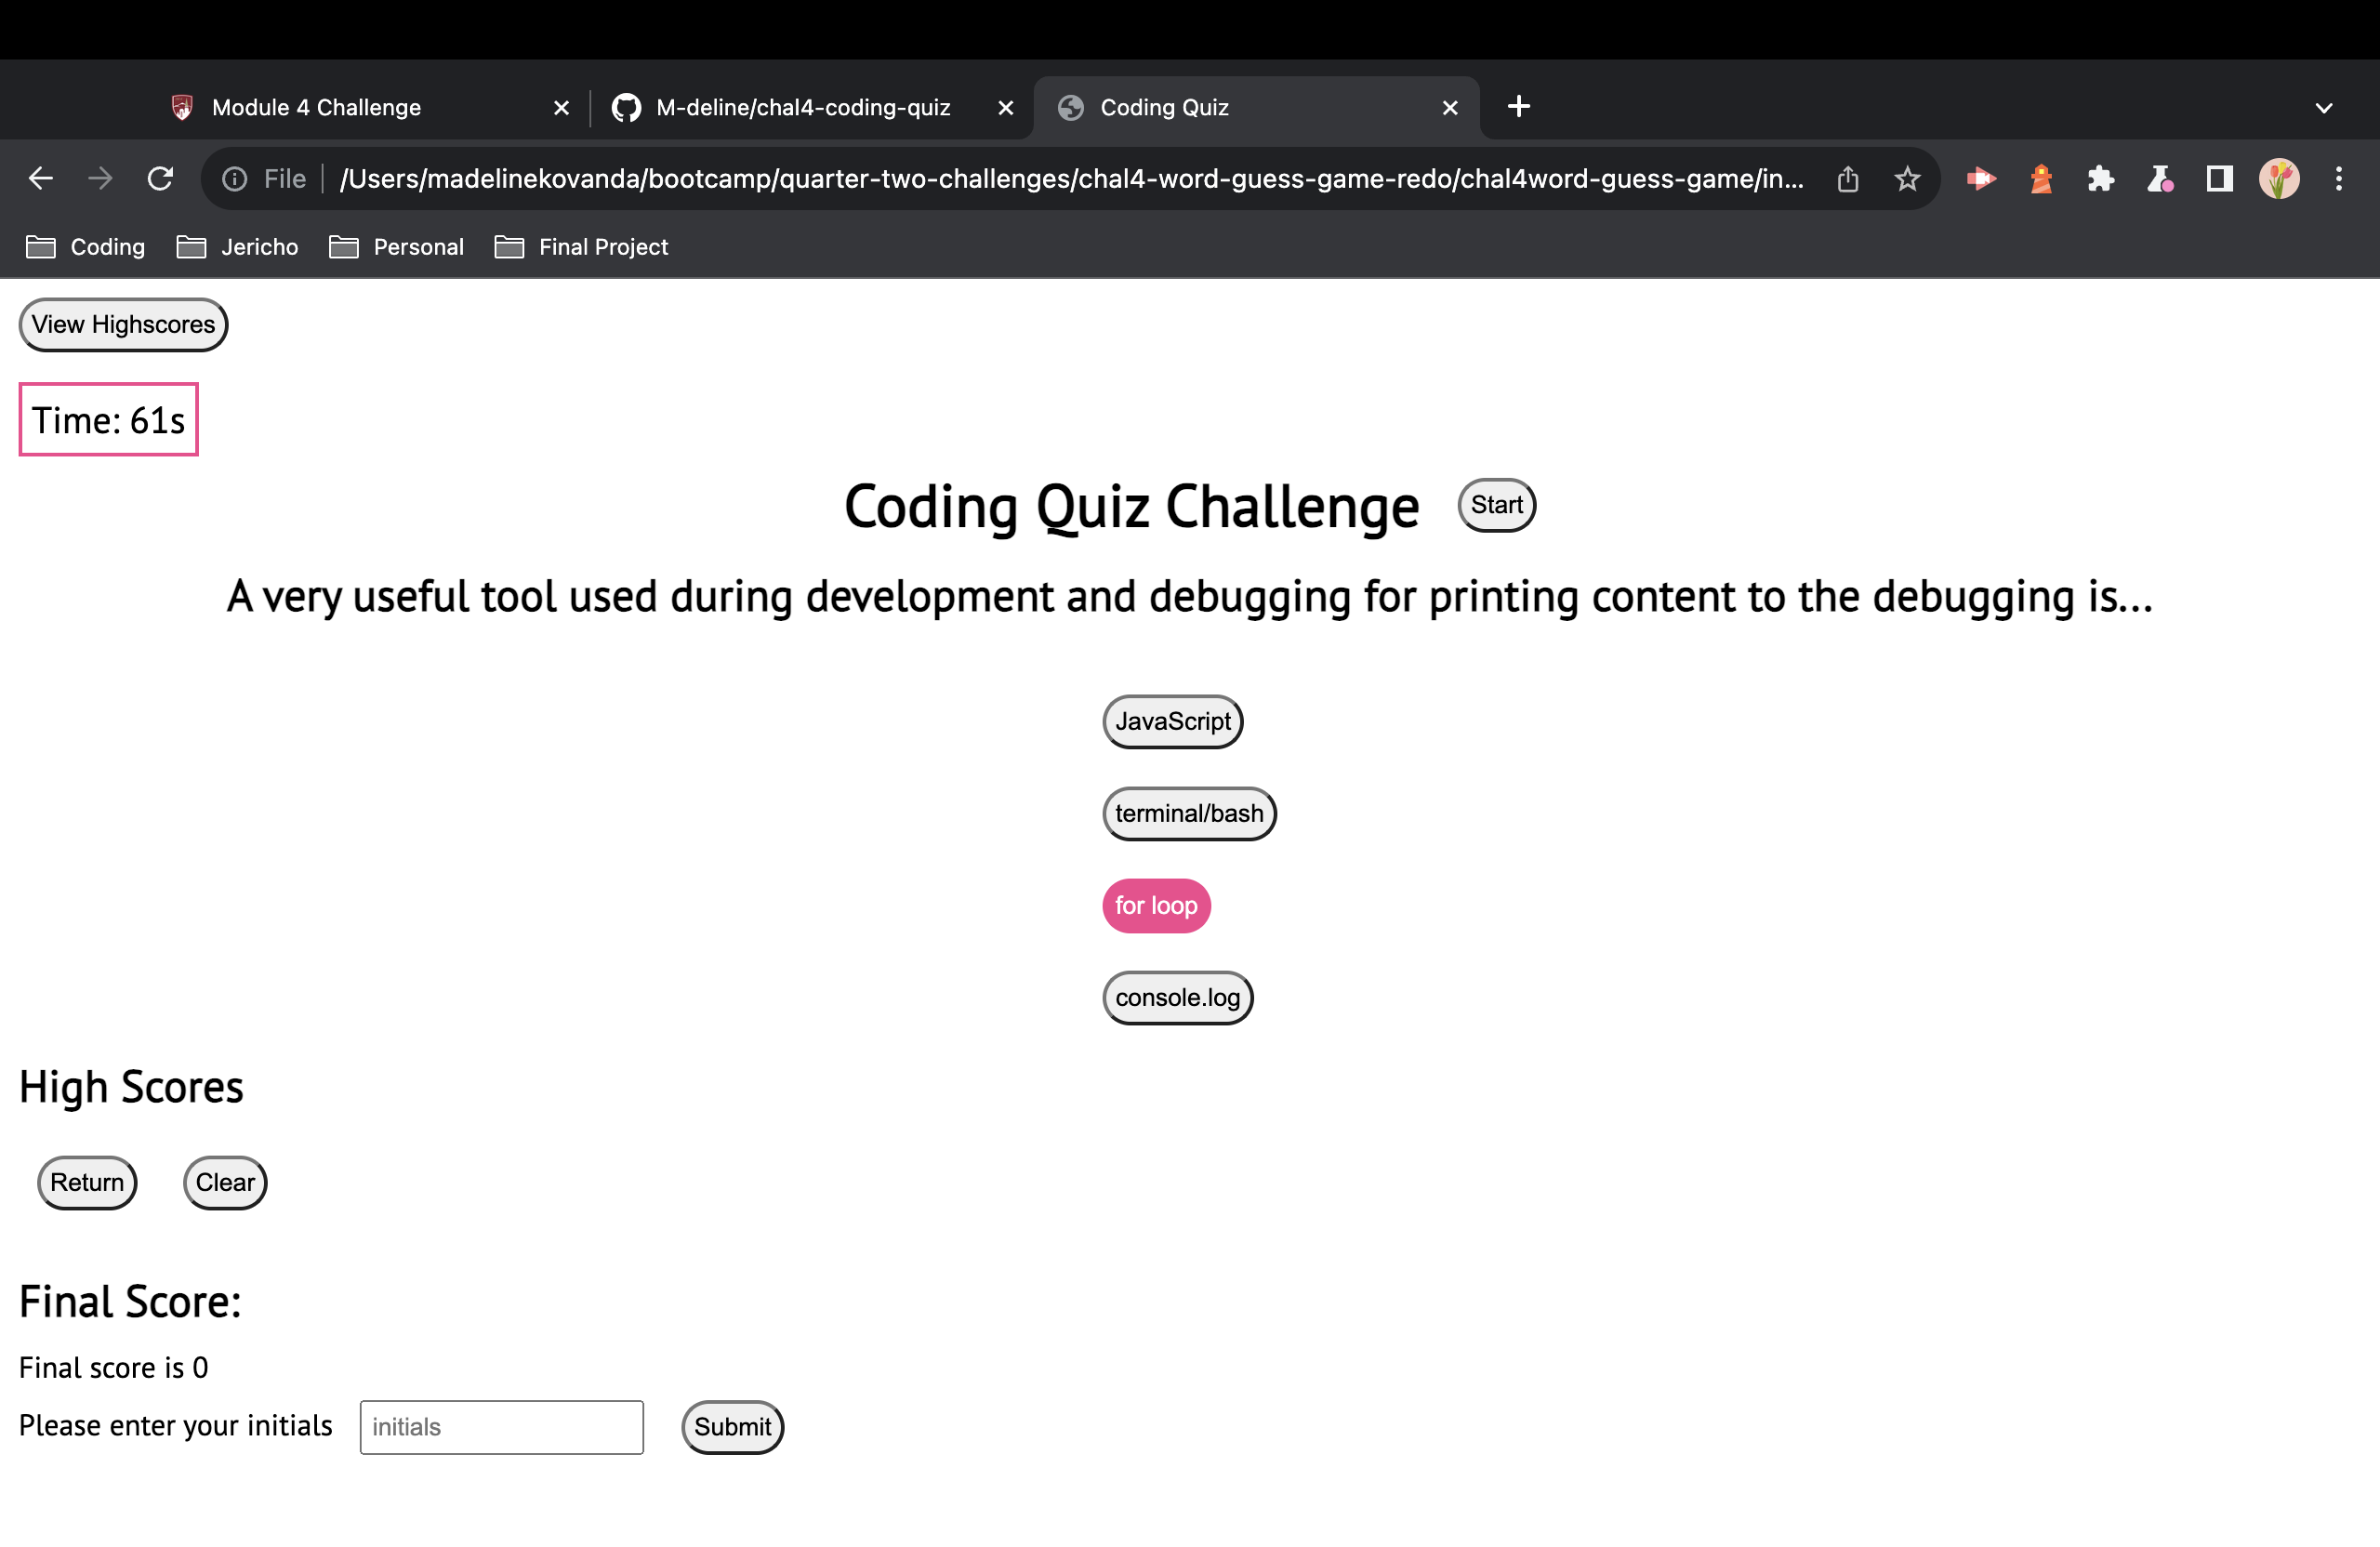 Module 4 Challenge
M-deline/chal4-coding-quiz
Coding Quiz
File
/Users/madelinekovanda/bootcamp/quarter-two-challenges/chal4-word-guess-game-redo/chal4word-guess-game/in...
Coding
Jericho
Personal
Final Project
View Highscores
Time: 61s
Coding Quiz Challenge
Start
A very useful tool used during development and debugging for printing content to the debugging is...
JavaScript
terminal/bash
for loop
console.log
High Scores
Return
Clear
Final Score:
Final score is 0
Please enter your initials
initials
Submit